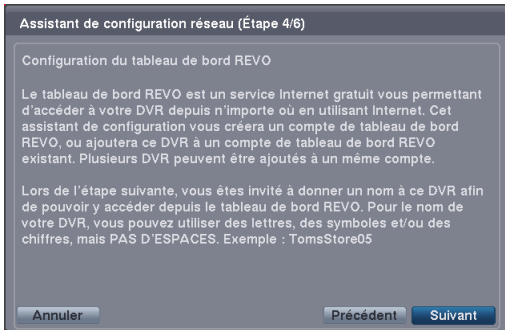 Assistant de configuration réseau (Étape 4/6)
Configuration du tableau de bord REVO
Le tableau de bord REVO est un service Internet gratuit vous permettant
d'accéder à votre DVR depuis n'importe où en utilisant Internet. Cet
assistant de configuration vous créera un compte de tableau de bord
REVO, ou ajoutera ce DVR à un compte de tableau de bord REVO
existant. Plusieurs DVR peuvent être ajoutés à un même compte.
Lors de l'étape suivante, vous êtes invité à donner un nom à ce DVR afin
de pouvoir y accéder depuis le tableau de bord REVO. Pour le nom de
votre DVR, vous pouvez utiliser des lettres, des symboles et/ou des
chiffres, mais PAS D'ESPACES. Exemple : TomsStore05
Annuler
Précédent
Suivant